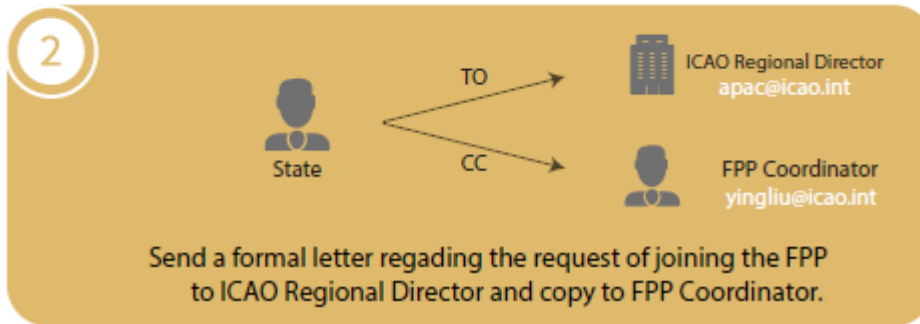 2
TO
ICAO Regional Director
apac@icao.int
State
CC
FPP Coordinator
yingliu@icao.int
Send a formal letter regading the request of joining the FPP
to ICAO Regional Director and copy to FPP Coordinator.